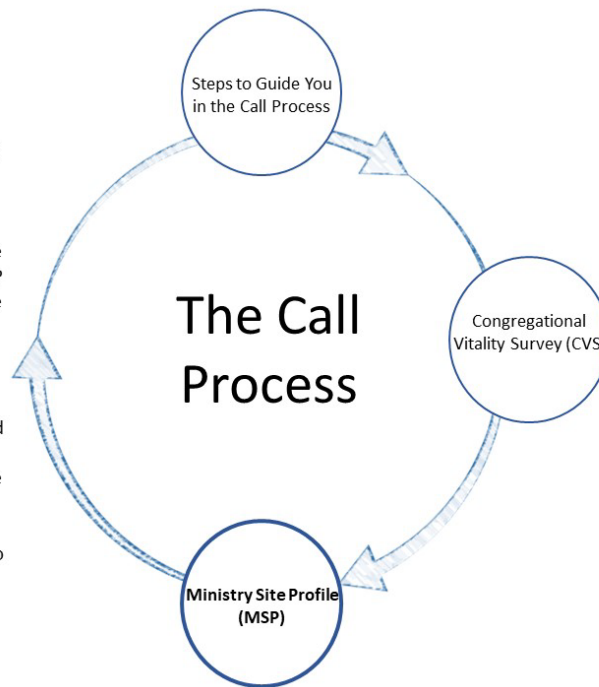 Steps to Guide You
in the Call Process
The Call
Process
Congregational
Vitality Survey (CVS
Ministry Site Profile
(MSP)